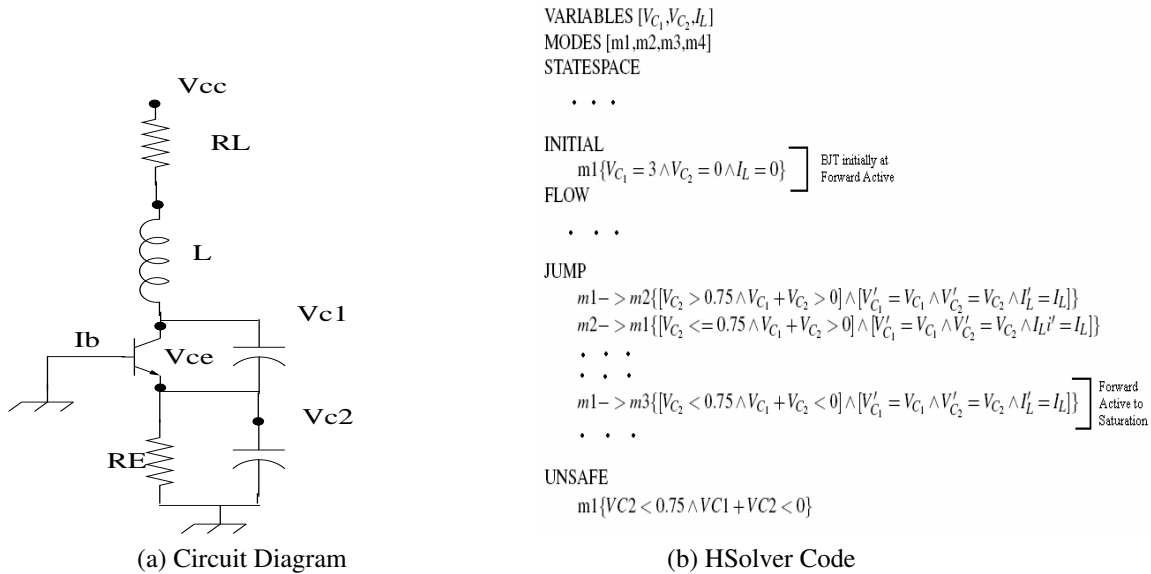 Vcc
RL
L
Vc1
Ib
Vce
Vc2
RE
(a) Circuit Diagram
VARIABLES [V_{C_1},V_{C_2},I_L]
MODES [m1,m2,m3,m4]
STATESPACE
. . .
INITIAL
m1{V_{C_1} = 3 ∧ V_{C_2} = 0 ∧ I_L = 0}
BJT initially at
Forward Active
FLOW
. . .
JUMP
m1-> m2{[V_{C_2} > 0.75 ∧ V_{C_1} + V_{C_2} > 0] ∧ [V'_{C_1} = V_{C_1} ∧ V'_{C_2} = V_{C_2} ∧ I'_L = I_L]}
m2-> m1{[V_{C_2} <= 0.75 ∧ V_{C_1} + V_{C_2} > 0] ∧ [V'_{C_1} = V_{C_1} ∧ V'_{C_2} = V_{C_2} ∧ I_L i' = I_L]}
. . .
. . .
m1-> m3{[V_{C_2} < 0.75 ∧ V_{C_1} + V_{C_2} < 0] ∧ [V'_{C_1} = V_{C_1} ∧ V'_{C_2} = V_{C_2} ∧ I'_L = I_L]}
Forward
Active to
Saturation
. . .
UNSAFE
m1{VC2 < 0.75 ∧ VC1 + VC2 < 0}
(b) HSolver Code